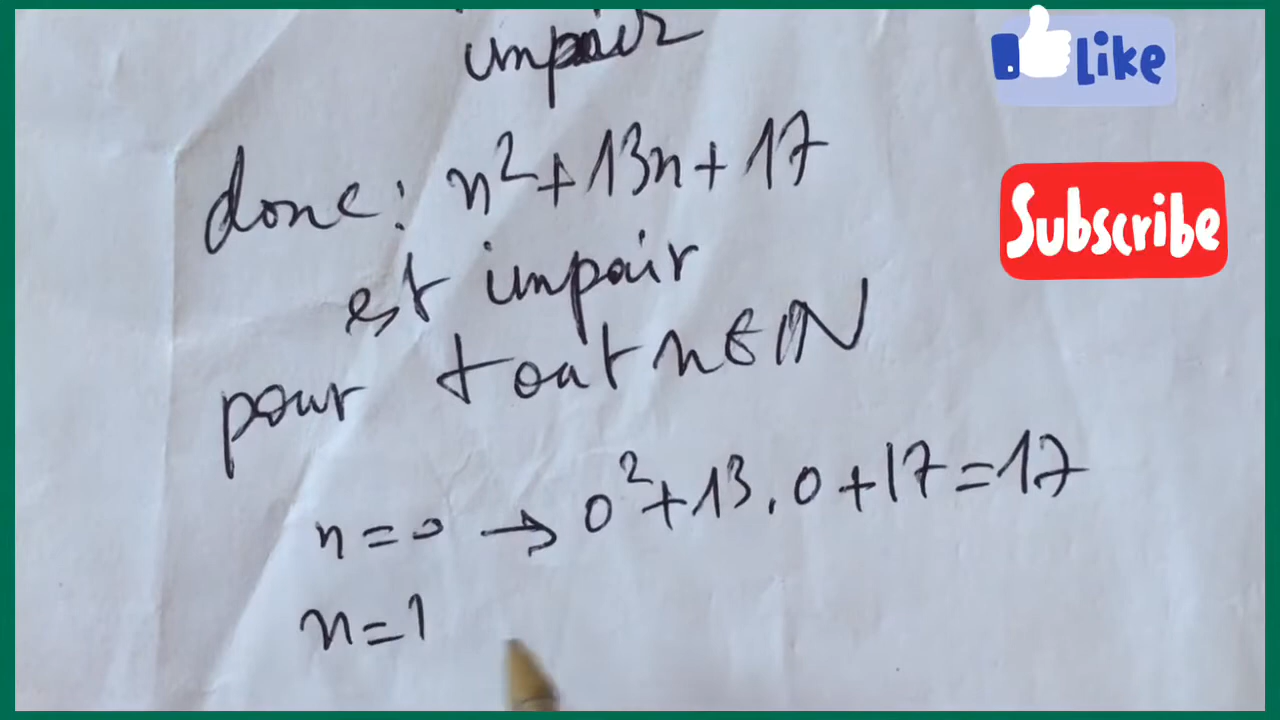 impair
Like
donc: n²+13n+17
Subscribe
est impair
pour tout n∈ℕ
n=0 → 0²+13.0+17=17
n=1